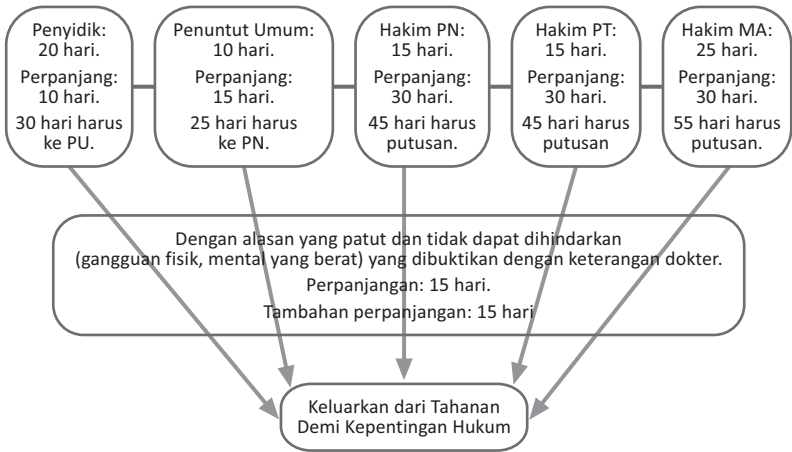 Penyidik:
20 hari.
Perpanjang:
10 hari.
30 hari harus
ke PU.
Penuntut Umum:
10 hari.
Perpanjang:
15 hari.
25 hari harus
ke PN.
Hakim PN:
15 hari.
Perpanjang:
30 hari.
45 hari harus
putusan.
Hakim PT:
15 hari.
Perpanjang:
30 hari.
45 hari harus
putusan
Hakim MA:
25 hari.
Perpanjang:
30 hari.
55 hari harus
putusan.
Dengan alasan yang patut dan tidak dapat dihindarkan
(gangguan fisik, mental yang berat) yang dibuktikan dengan keterangan dokter.
Perpanjangan: 15 hari.
Tambahan perpanjangan: 15 hari
Keluarkan dari Tahanan
Demi Kepentingan Hukum